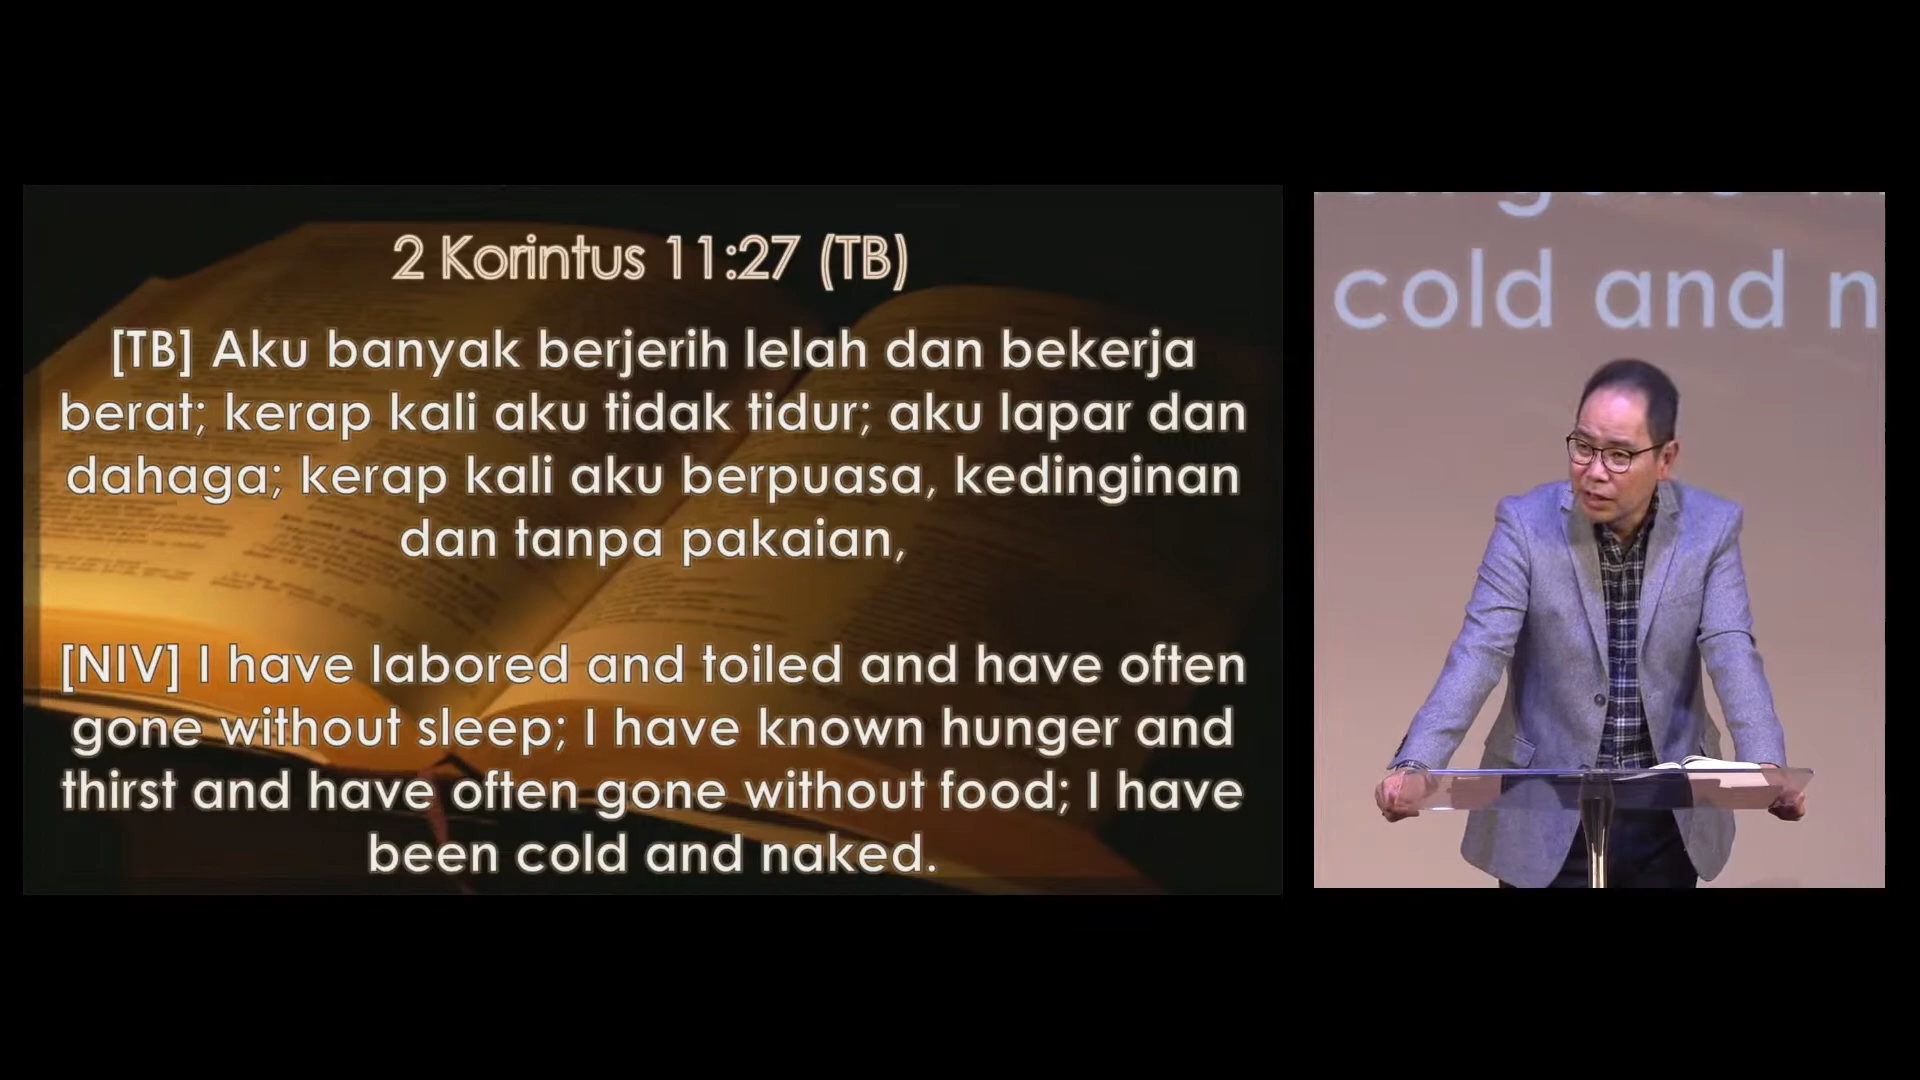 2 Korintus 11:27 (TB)
[TB] Aku banyak berjerih lelah dan bekerja
berat; kerap kali aku tidak tidur; aku lapar dan
dahaga; kerap kali aku berpuasa, kedinginan
dan tanpa pakaian,
[NIV] I have labored and toiled and have often
gone without sleep; I have known hunger and
thirst and have often gone without food; I have
been cold and naked.
cold and n